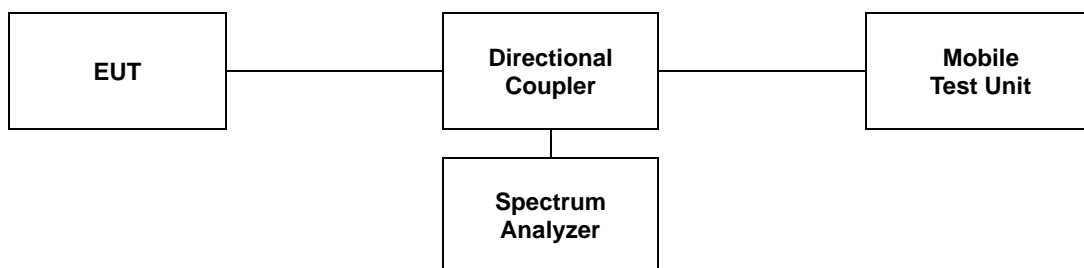 EUT
Directional
Coupler
Mobile
Test Unit
Spectrum
Analyzer